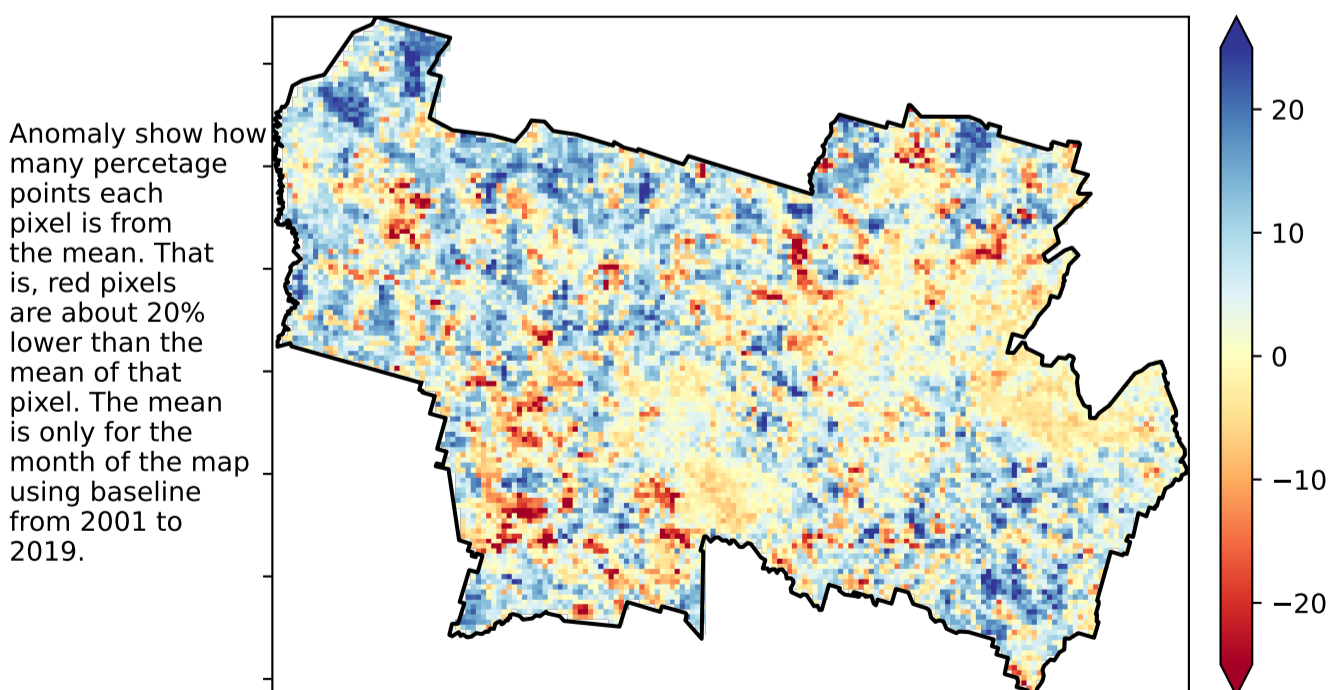 Anomaly show how
many percetage
points each
pixel is from
the mean. That
is, red pixels
are about 20%
lower than the
mean of that
pixel. The mean
is only for the
month of the map
using baseline
from 2001 to
2019.
20
10
0
−10
−20